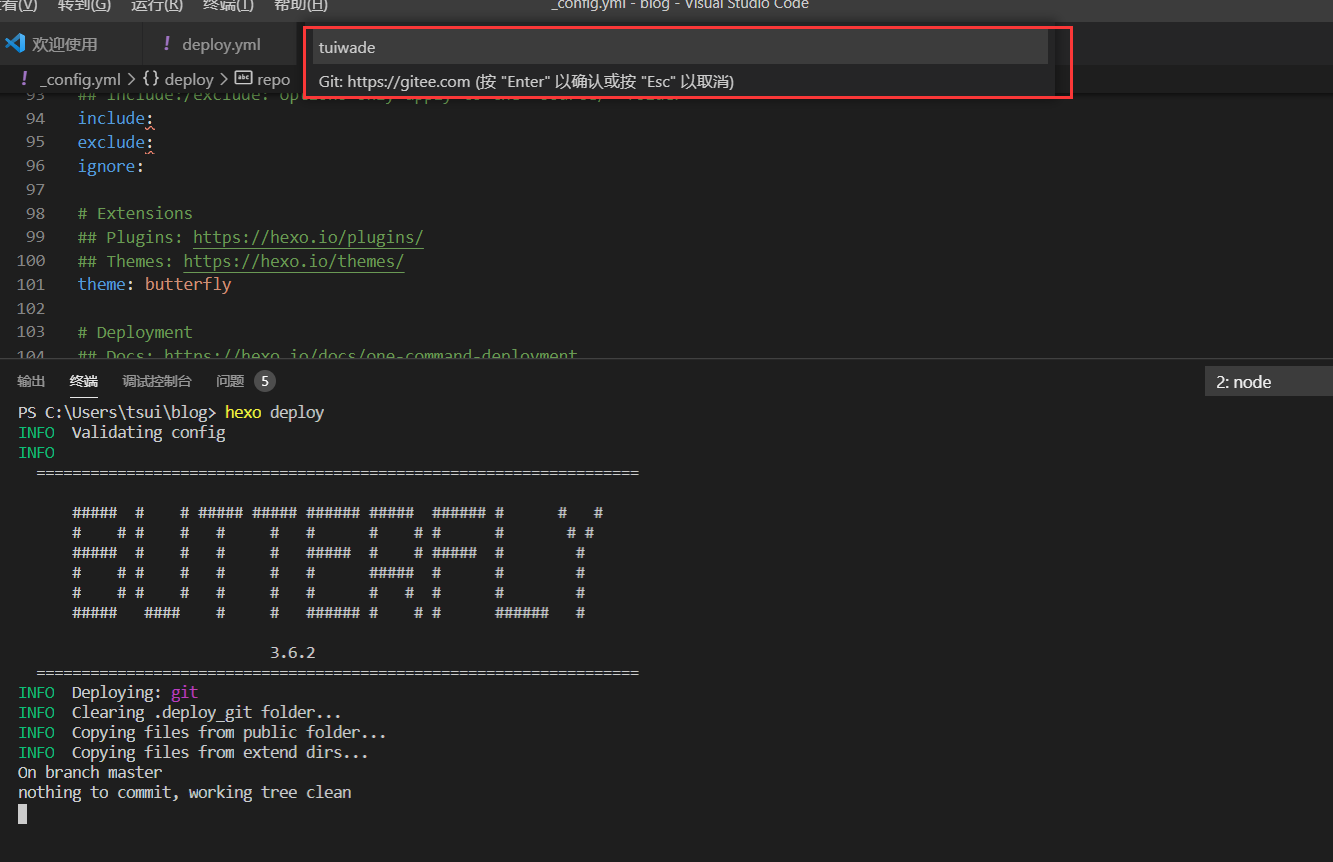 看(V) 转到(G) 运行(R) 终端(T) 帮助(H) _config.yml - blog - Visual Studio Code
欢迎使用 ! deploy.yml
tuiwade
! _config.yml > {} deploy > abc repo
Git: https://gitee.com (按 "Enter" 以确认或按 "Esc" 以取消)
93 ## include:/exclude: options only apply to the
94 include:
95 exclude:
96 ignore:
97
98 # Extensions
99 ## Plugins: https://hexo.io/plugins/
100 ## Themes: https://hexo.io/themes/
101 theme: butterfly
102
103 # Deployment
104 ## Docs: https://hexo.io/docs/one-command-deployment
输出 终端 调试控制台 问题 5 2: node
PS C:\Users\tsui\blog> hexo deploy
INFO Validating config
INFO
===================================================================
##### # # ##### ##### ###### ##### ###### # # #
# # # # # # # # # # # # #
##### # # # # ##### # # ##### # #
# # # # # # # ##### # # #
# # # # # # # # # # # #
##### #### # # ###### # # # ###### #
3.6.2
===================================================================
INFO Deploying: git
INFO Clearing .deploy_git folder...
INFO Copying files from public folder...
INFO Copying files from extend dirs...
On branch master
nothing to commit, working tree clean